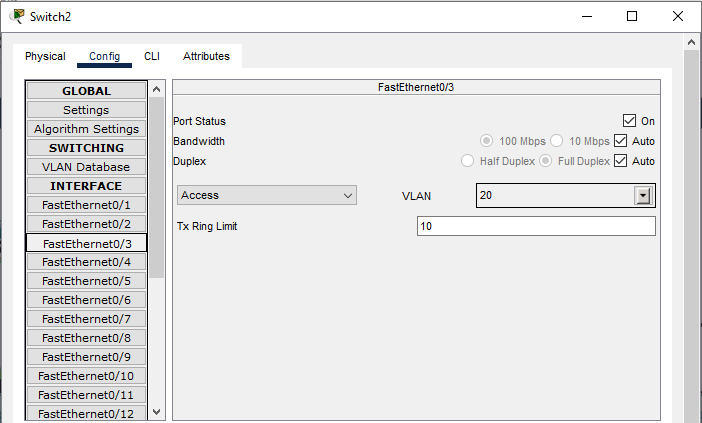 Switch2
Physical Config CLI Attributes
GLOBAL
Settings
Algorithm Settings
SWITCHING
VLAN Database
INTERFACE
FastEthernet0/1
FastEthernet0/2
FastEthernet0/3
FastEthernet0/4
FastEthernet0/5
FastEthernet0/6
FastEthernet0/7
FastEthernet0/8
FastEthernet0/9
FastEthernet0/10
FastEthernet0/11
FastEthernet0/12
FastEthernet0/3
Port Status On
Bandwidth 100 Mbps 10 Mbps Auto
Duplex Half Duplex Full Duplex Auto
Access VLAN 20
Tx Ring Limit 10